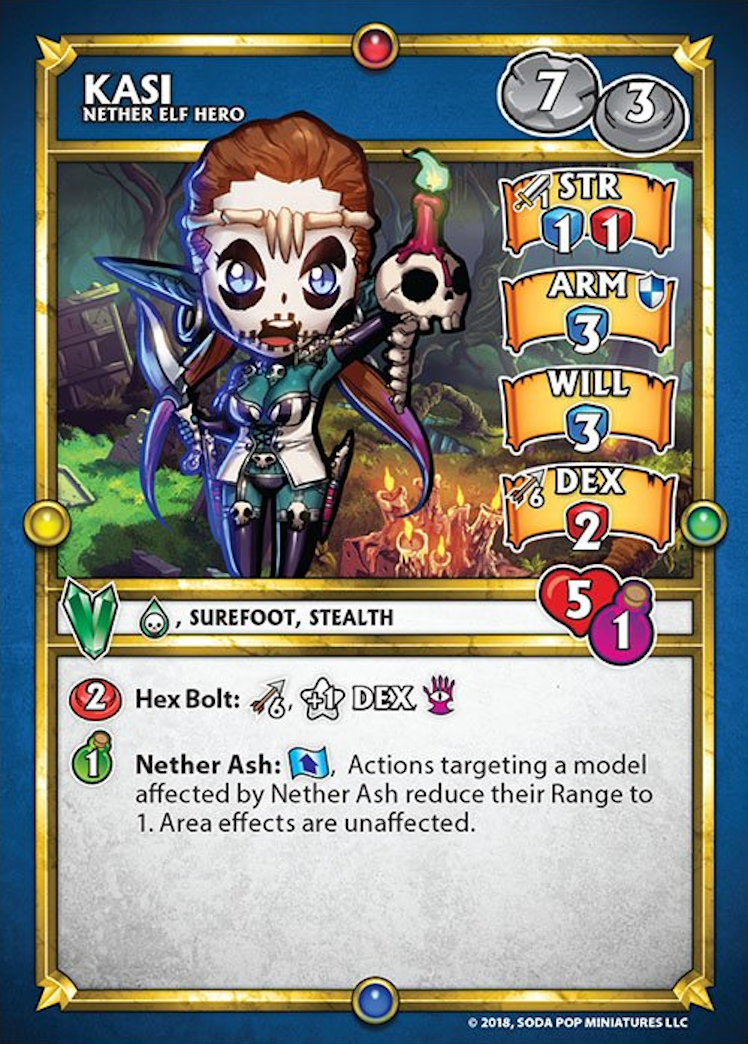 KASI
NETHER ELF HERO
7 3
1 STR
1 1
ARM
3
WILL
3
DEX
6
2
, SUREFOOT, STEALTH
5
1
2 Hex Bolt: 6, +1 DEX
1 Nether Ash: , Actions targeting a model
affected by Nether Ash reduce their Range to
1. Area effects are unaffected.
© 2018, SODA POP MINIATURES LLC